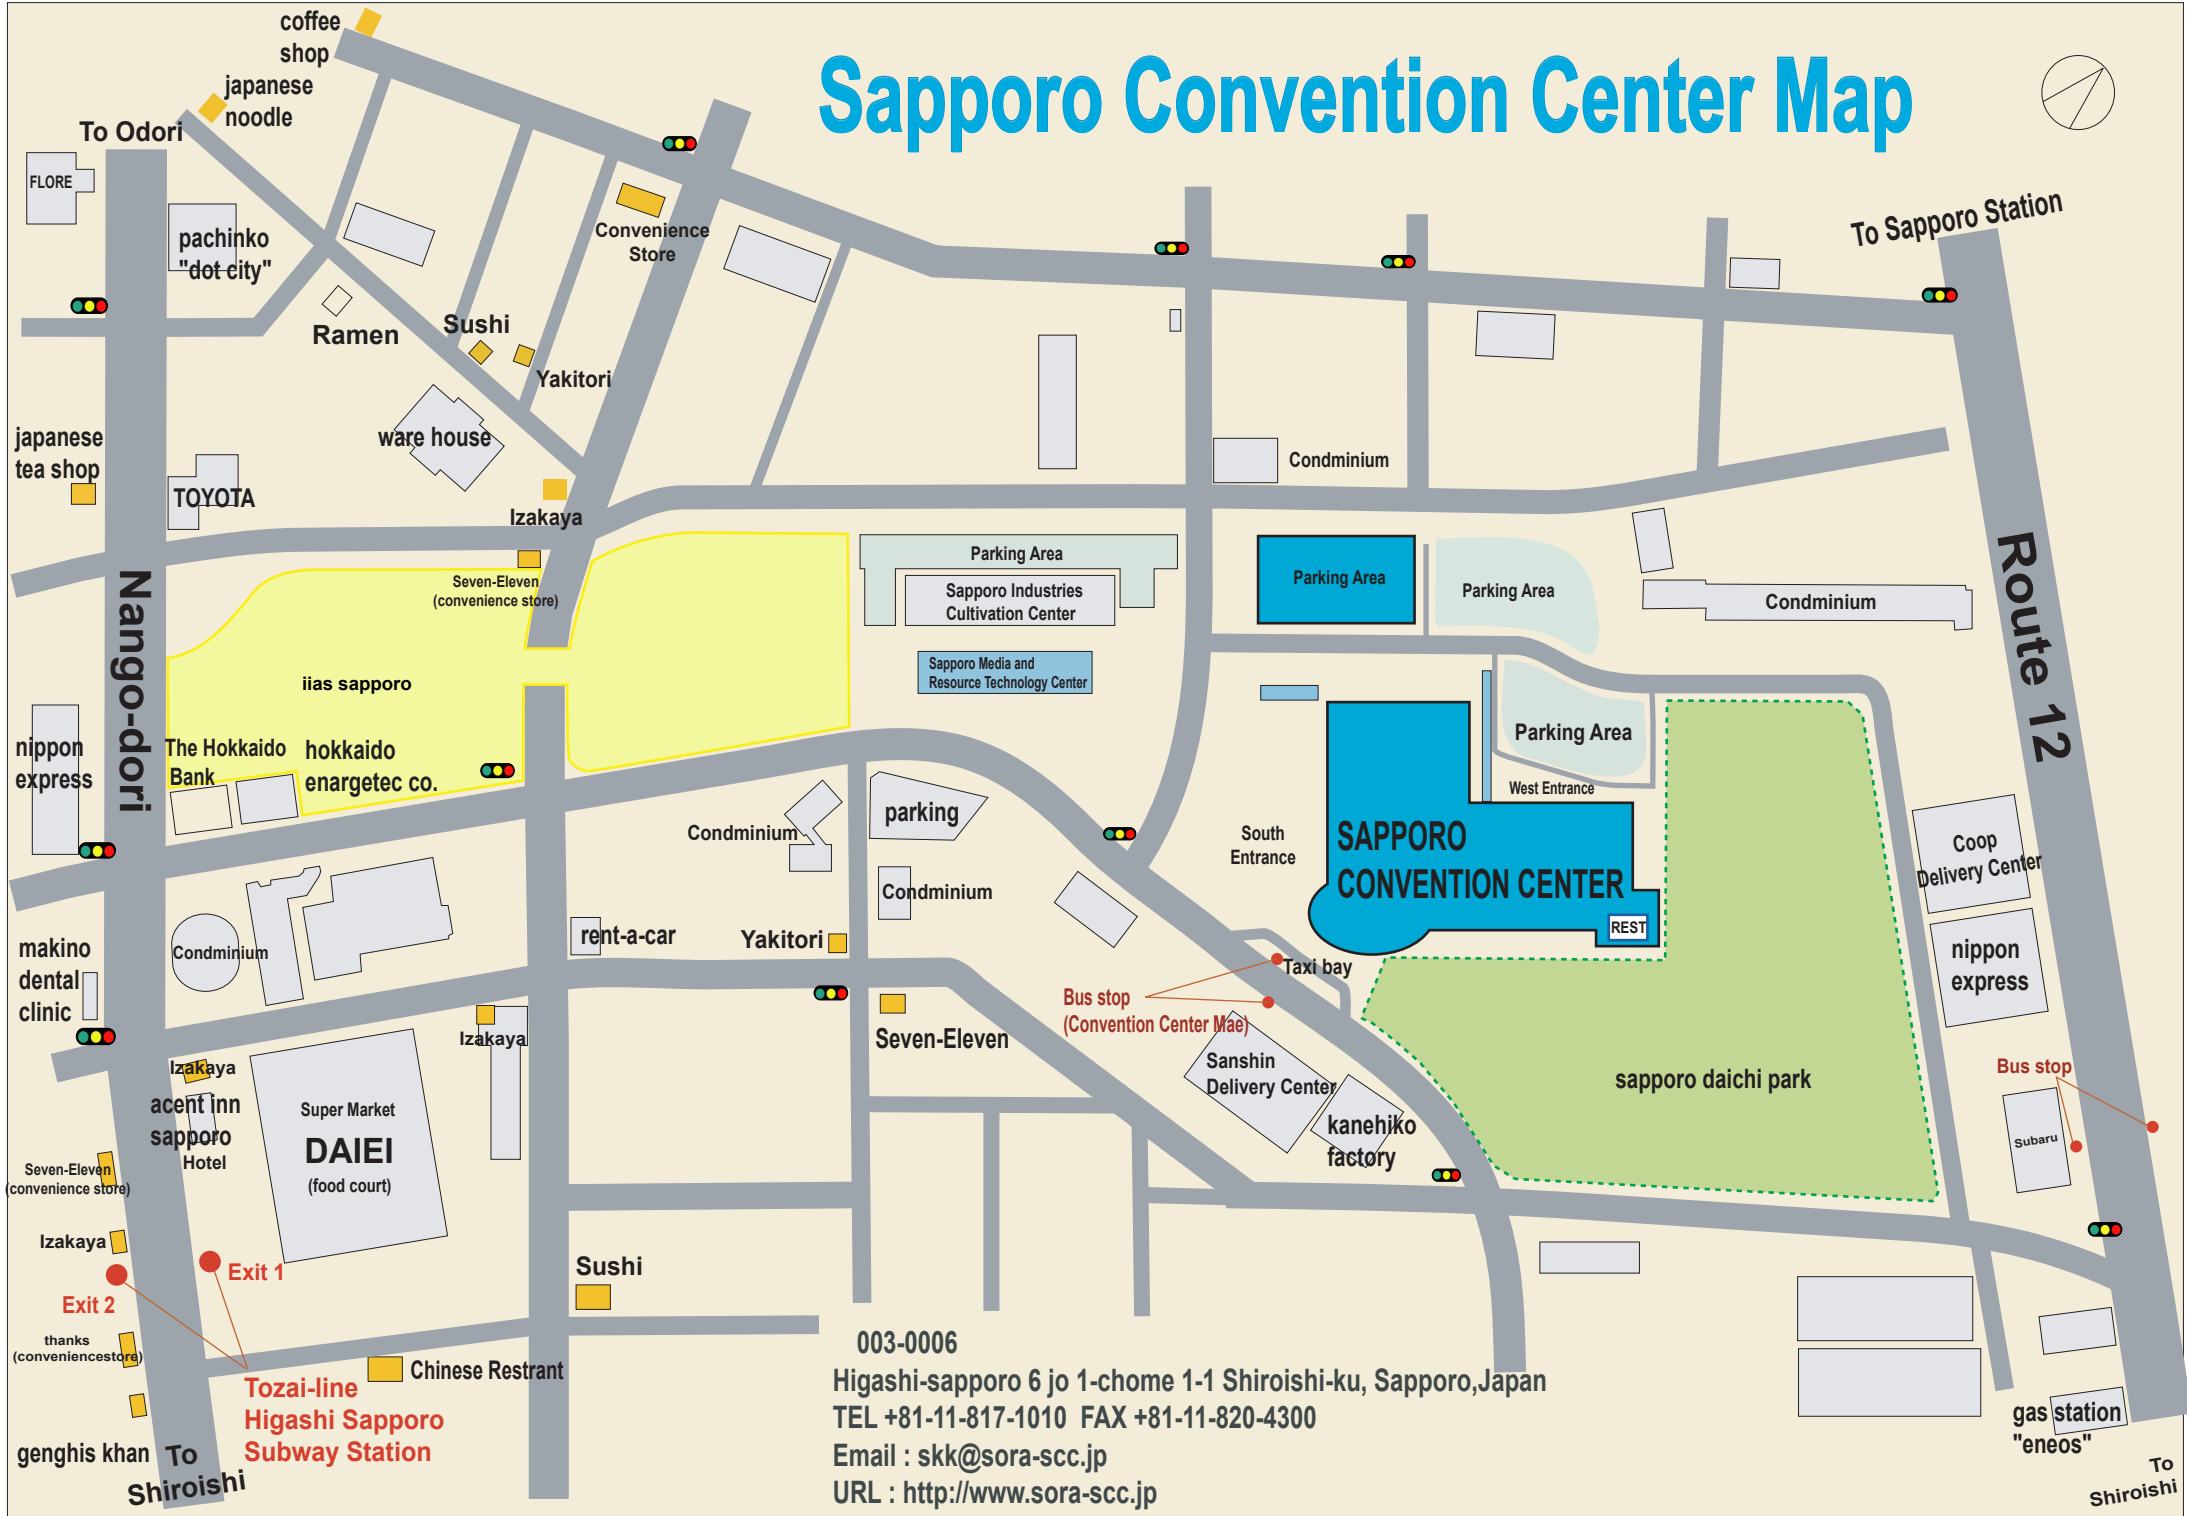 Sapporo Convention Center Map
coffee
shop
japanese
noodle
To Odori
FLORE
pachinko
"dot city"
Convenience
Store
To Sapporo Station
Ramen
Sushi
Yakitori
japanese
tea shop
ware house
TOYOTA
Izakaya
Condminium
Seven-Eleven
(convenience store)
Parking Area
Sapporo Industries
Cultivation Center
Parking Area
Parking Area
Condminium
Route 12
Nango-dori
iias sapporo
Sapporo Media and
Resource Technology Center
Parking Area
nippon
express
The Hokkaido
Bank
hokkaido
enargetec co.
West Entrance
Condminium
parking
South
Entrance
SAPPORO
CONVENTION CENTER
REST
Coop
Delivery Center
Condminium
makino
dental
clinic
Condminium
rent-a-car
Yakitori
Taxi bay
nippon
express
Bus stop
(Convention Center Mae)
Izakaya
Seven-Eleven
Izakaya
acent inn
sapporo
Hotel
Super Market
DAIEI
(food court)
Sanshin
Delivery Center
kanehiko
factory
sapporo daichi park
Bus stop
Subaru
Seven-Eleven
(convenience store)
Izakaya
Exit 1
Exit 2
Sushi
thanks
(conveniencestore)
Chinese Restrant
Tozai-line
Higashi Sapporo
Subway Station
genghis khan
To
Shiroishi
003-0006
Higashi-sapporo 6 jo 1-chome 1-1 Shiroishi-ku, Sapporo,Japan
TEL +81-11-817-1010 FAX +81-11-820-4300
Email : skk@sora-scc.jp
URL : http://www.sora-scc.jp
gas station
"eneos"
To
Shiroishi